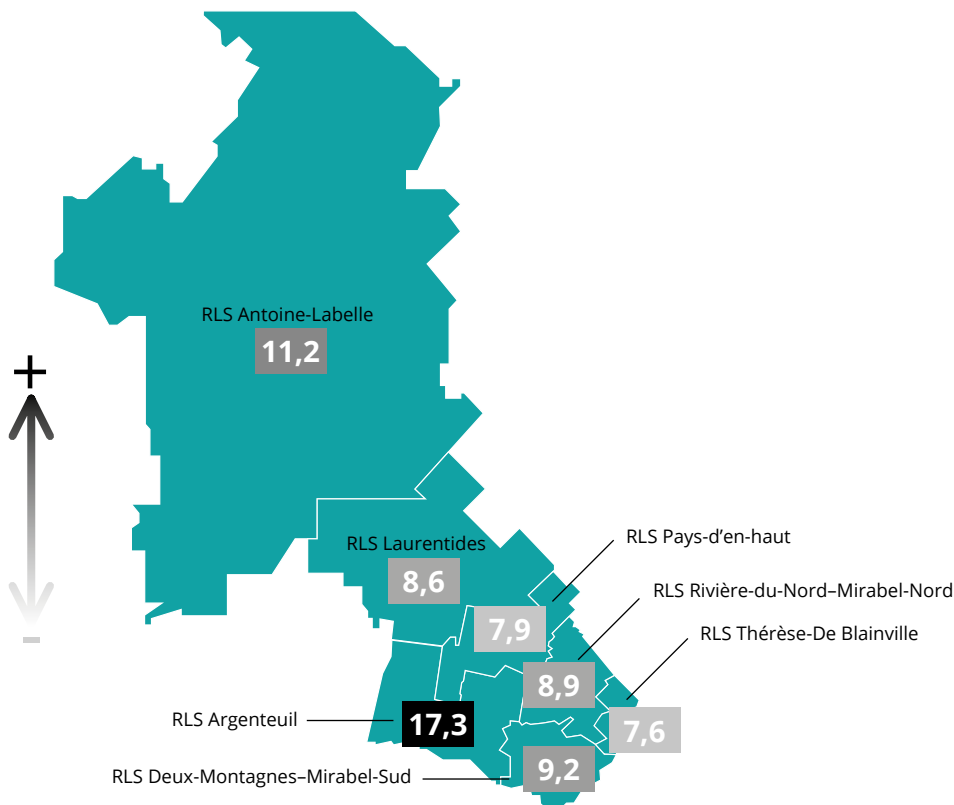 RLS Antoine-Labelle
11,2
+
-
RLS Pays-d'en-haut
RLS Laurentides
8,6
RLS Rivière-du-Nord–Mirabel-Nord
7,9
RLS Thérèse-De Blainville
8,9
RLS Argenteuil
17,3
7,6
RLS Deux-Montagnes–Mirabel-Sud
9,2